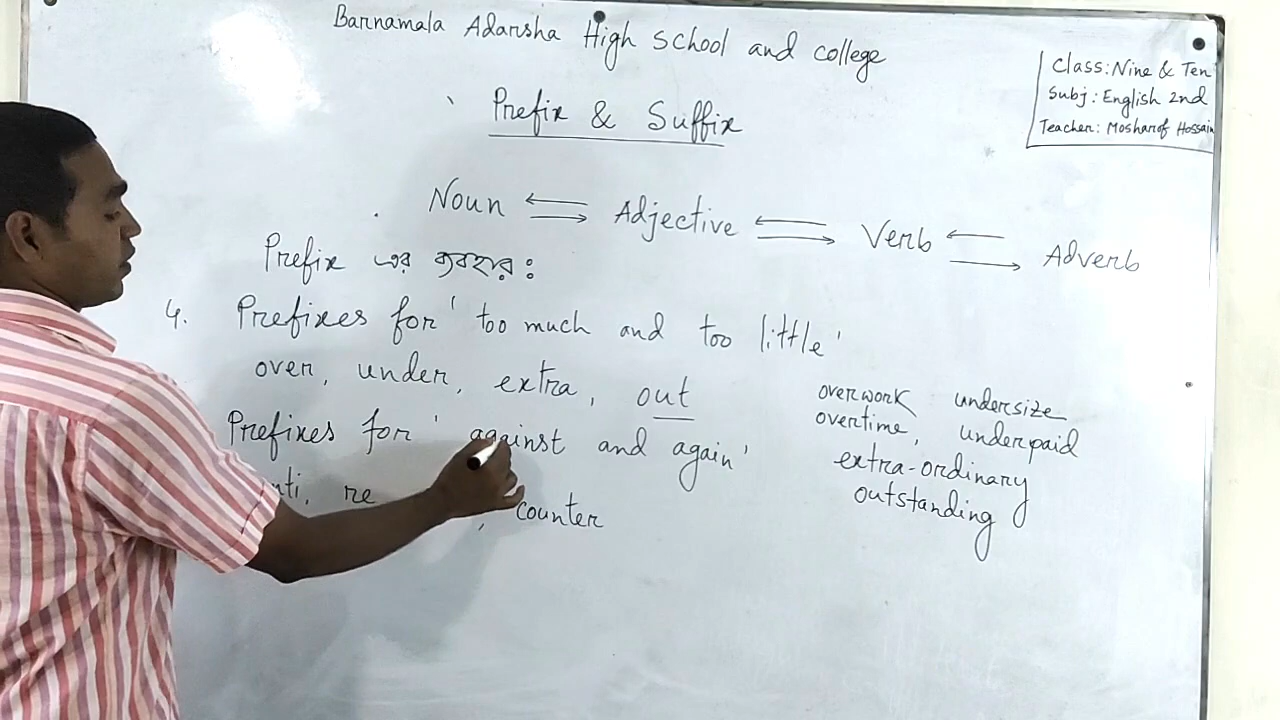 Barnamala Adarsha High school and college
Class: Nine & Ten
Subj: English 2nd
Teacher: Mosharof Hossain
Prefix & Suffix
Noun ⇌ Adjective ⇌ Verb ⇌ Adverb
Prefix এর ব্যবহার:
4. Prefixes for 'too much and too little'
over, under, extra, out
overwork undersize
overtime, underpaid
extra-ordinary
outstanding
Prefixes for 'against and again'
nti, re , counter